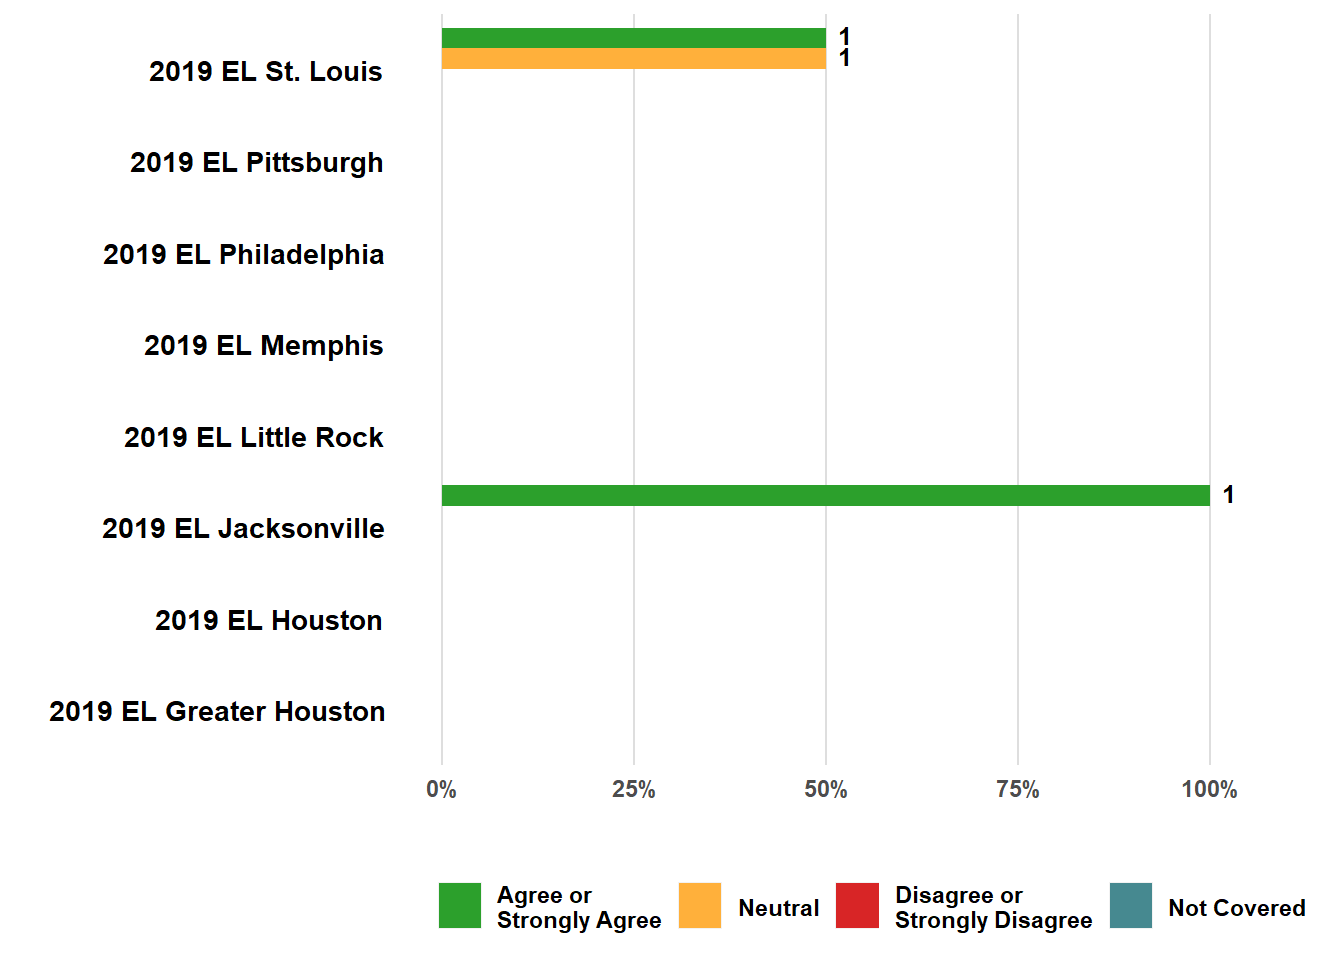 1
1
2019 EL St. Louis
2019 EL Pittsburgh
2019 EL Philadelphia
2019 EL Memphis
2019 EL Little Rock
1
2019 EL Jacksonville
2019 EL Houston
2019 EL Greater Houston
0% 25% 50% 75% 100%
Agree or
Strongly Agree
Neutral
Disagree or
Strongly Disagree
Not Covered